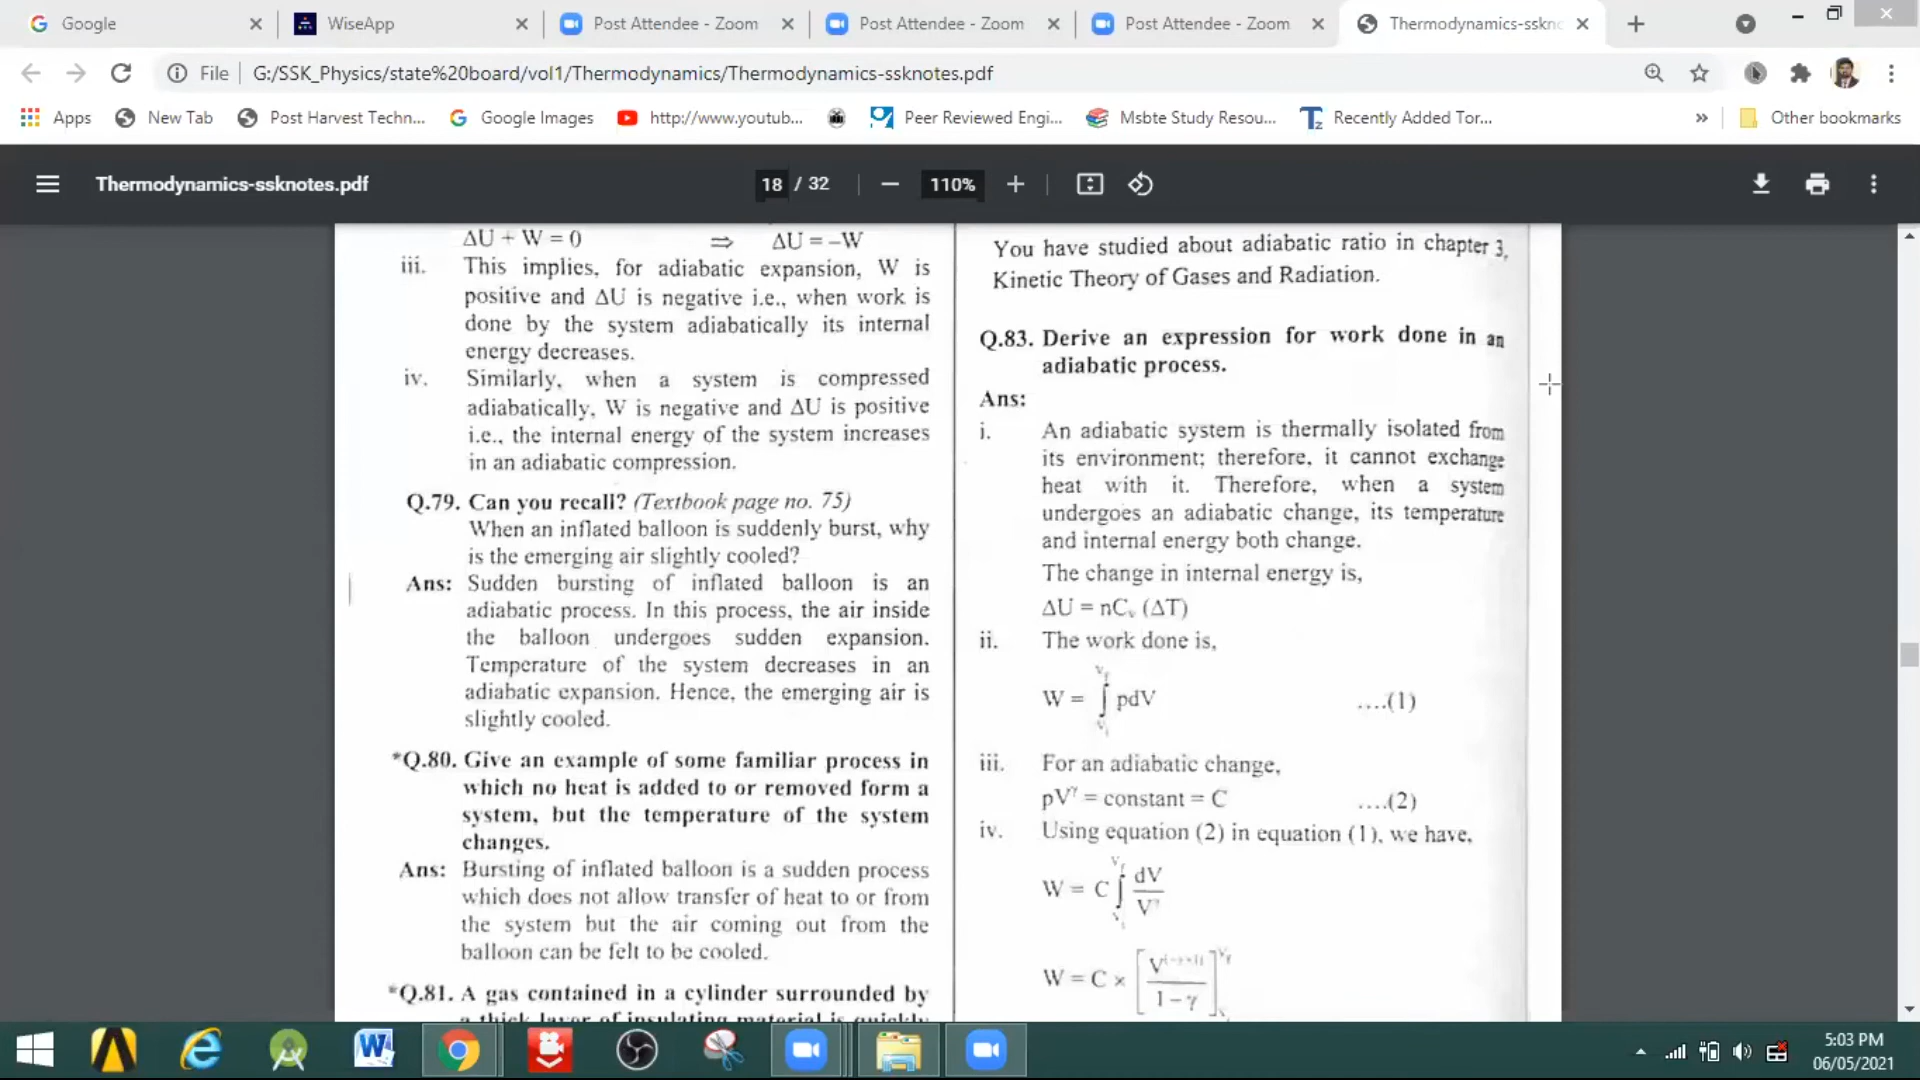 Google
WiseApp
Post Attendee - Zoom
Post Attendee - Zoom
Post Attendee - Zoom
Thermodynamics-sskno
File | G:/SSK_Physics/state%20board/vol1/Thermodynamics/Thermodynamics-ssknotes.pdf
Apps
New Tab
Post Harvest Techn...
Google Images
http://www.youtub...
Peer Reviewed Engi...
Msbte Study Resou...
Recently Added Tor...
»
Other bookmarks
Thermodynamics-ssknotes.pdf
18 / 32
110%
ΔU + W = 0 ⇒ ΔU = –W
iii. This implies, for adiabatic expansion, W is
positive and ΔU is negative i.e., when work is
done by the system adiabatically its internal
energy decreases.
iv. Similarly, when a system is compressed
adiabatically, W is negative and ΔU is positive
i.e., the internal energy of the system increases
in an adiabatic compression.
Q.79. Can you recall? (Textbook page no. 75)
When an inflated balloon is suddenly burst, why
is the emerging air slightly cooled?
Ans: Sudden bursting of inflated balloon is an
adiabatic process. In this process, the air inside
the balloon undergoes sudden expansion.
Temperature of the system decreases in an
adiabatic expansion. Hence, the emerging air is
slightly cooled.
*Q.80. Give an example of some familiar process in
which no heat is added to or removed form a
system, but the temperature of the system
changes.
Ans: Bursting of inflated balloon is a sudden process
which does not allow transfer of heat to or from
the system but the air coming out from the
balloon can be felt to be cooled.
*Q.81. A gas contained in a cylinder surrounded by
a thick layer of insulating material is quickly
You have studied about adiabatic ratio in chapter 3,
Kinetic Theory of Gases and Radiation.
Q.83. Derive an expression for work done in an
adiabatic process.
Ans:
i. An adiabatic system is thermally isolated from
its environment; therefore, it cannot exchange
heat with it. Therefore, when a system
undergoes an adiabatic change, its temperature
and internal energy both change.
The change in internal energy is,
ΔU = nCᵥ (ΔT)
ii. The work done is,
W = ∫ pdV ....(1)
iii. For an adiabatic change,
pVᵞ = constant = C ....(2)
iv. Using equation (2) in equation (1), we have,
W = C ∫ dV/Vᵞ
W = C × [V^(–γ+1) / 1 – γ]
5:03 PM
06/05/2021